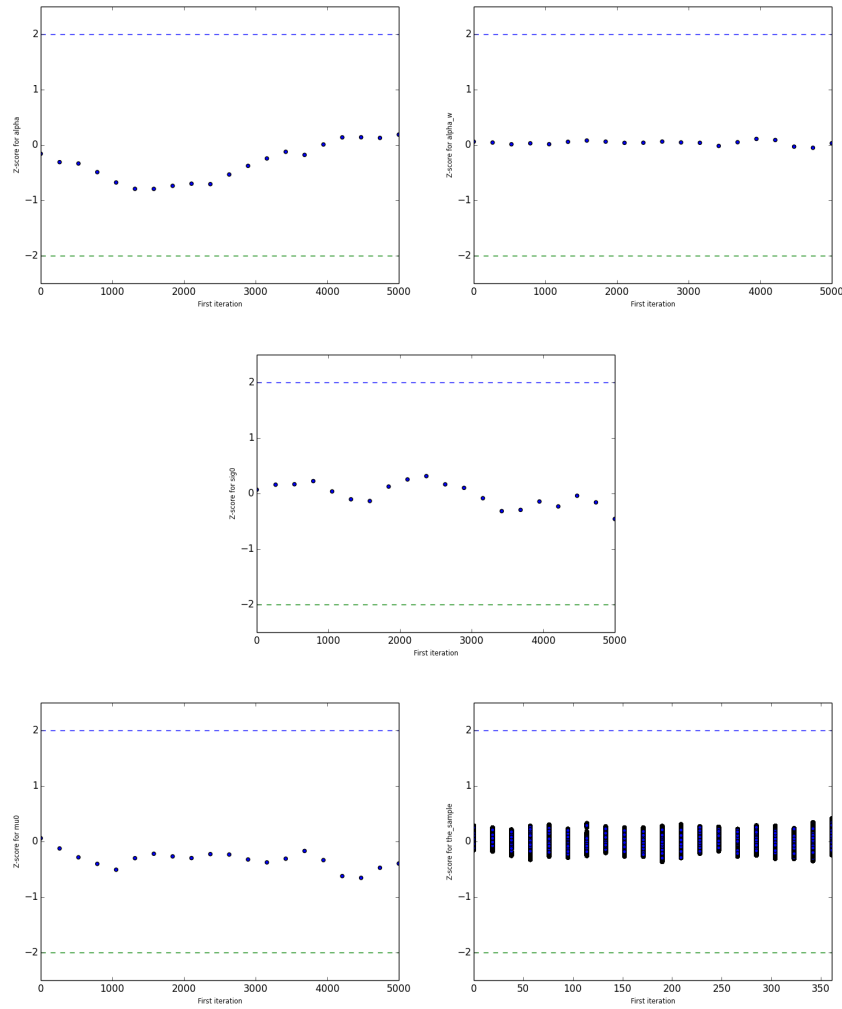 2
1
0
−1
−2
Z-score for alpha
0 1000 2000 3000 4000 5000
First iteration
2
1
0
−1
−2
Z-score for alpha_w
0 1000 2000 3000 4000 5000
First iteration
2
1
0
−1
−2
Z-score for sig0
0 1000 2000 3000 4000 5000
First iteration
2
1
0
−1
−2
Z-score for mu0
0 1000 2000 3000 4000 5000
First iteration
2
1
0
−1
−2
Z-score for the_sample
0 50 100 150 200 250 300 350
First iteration